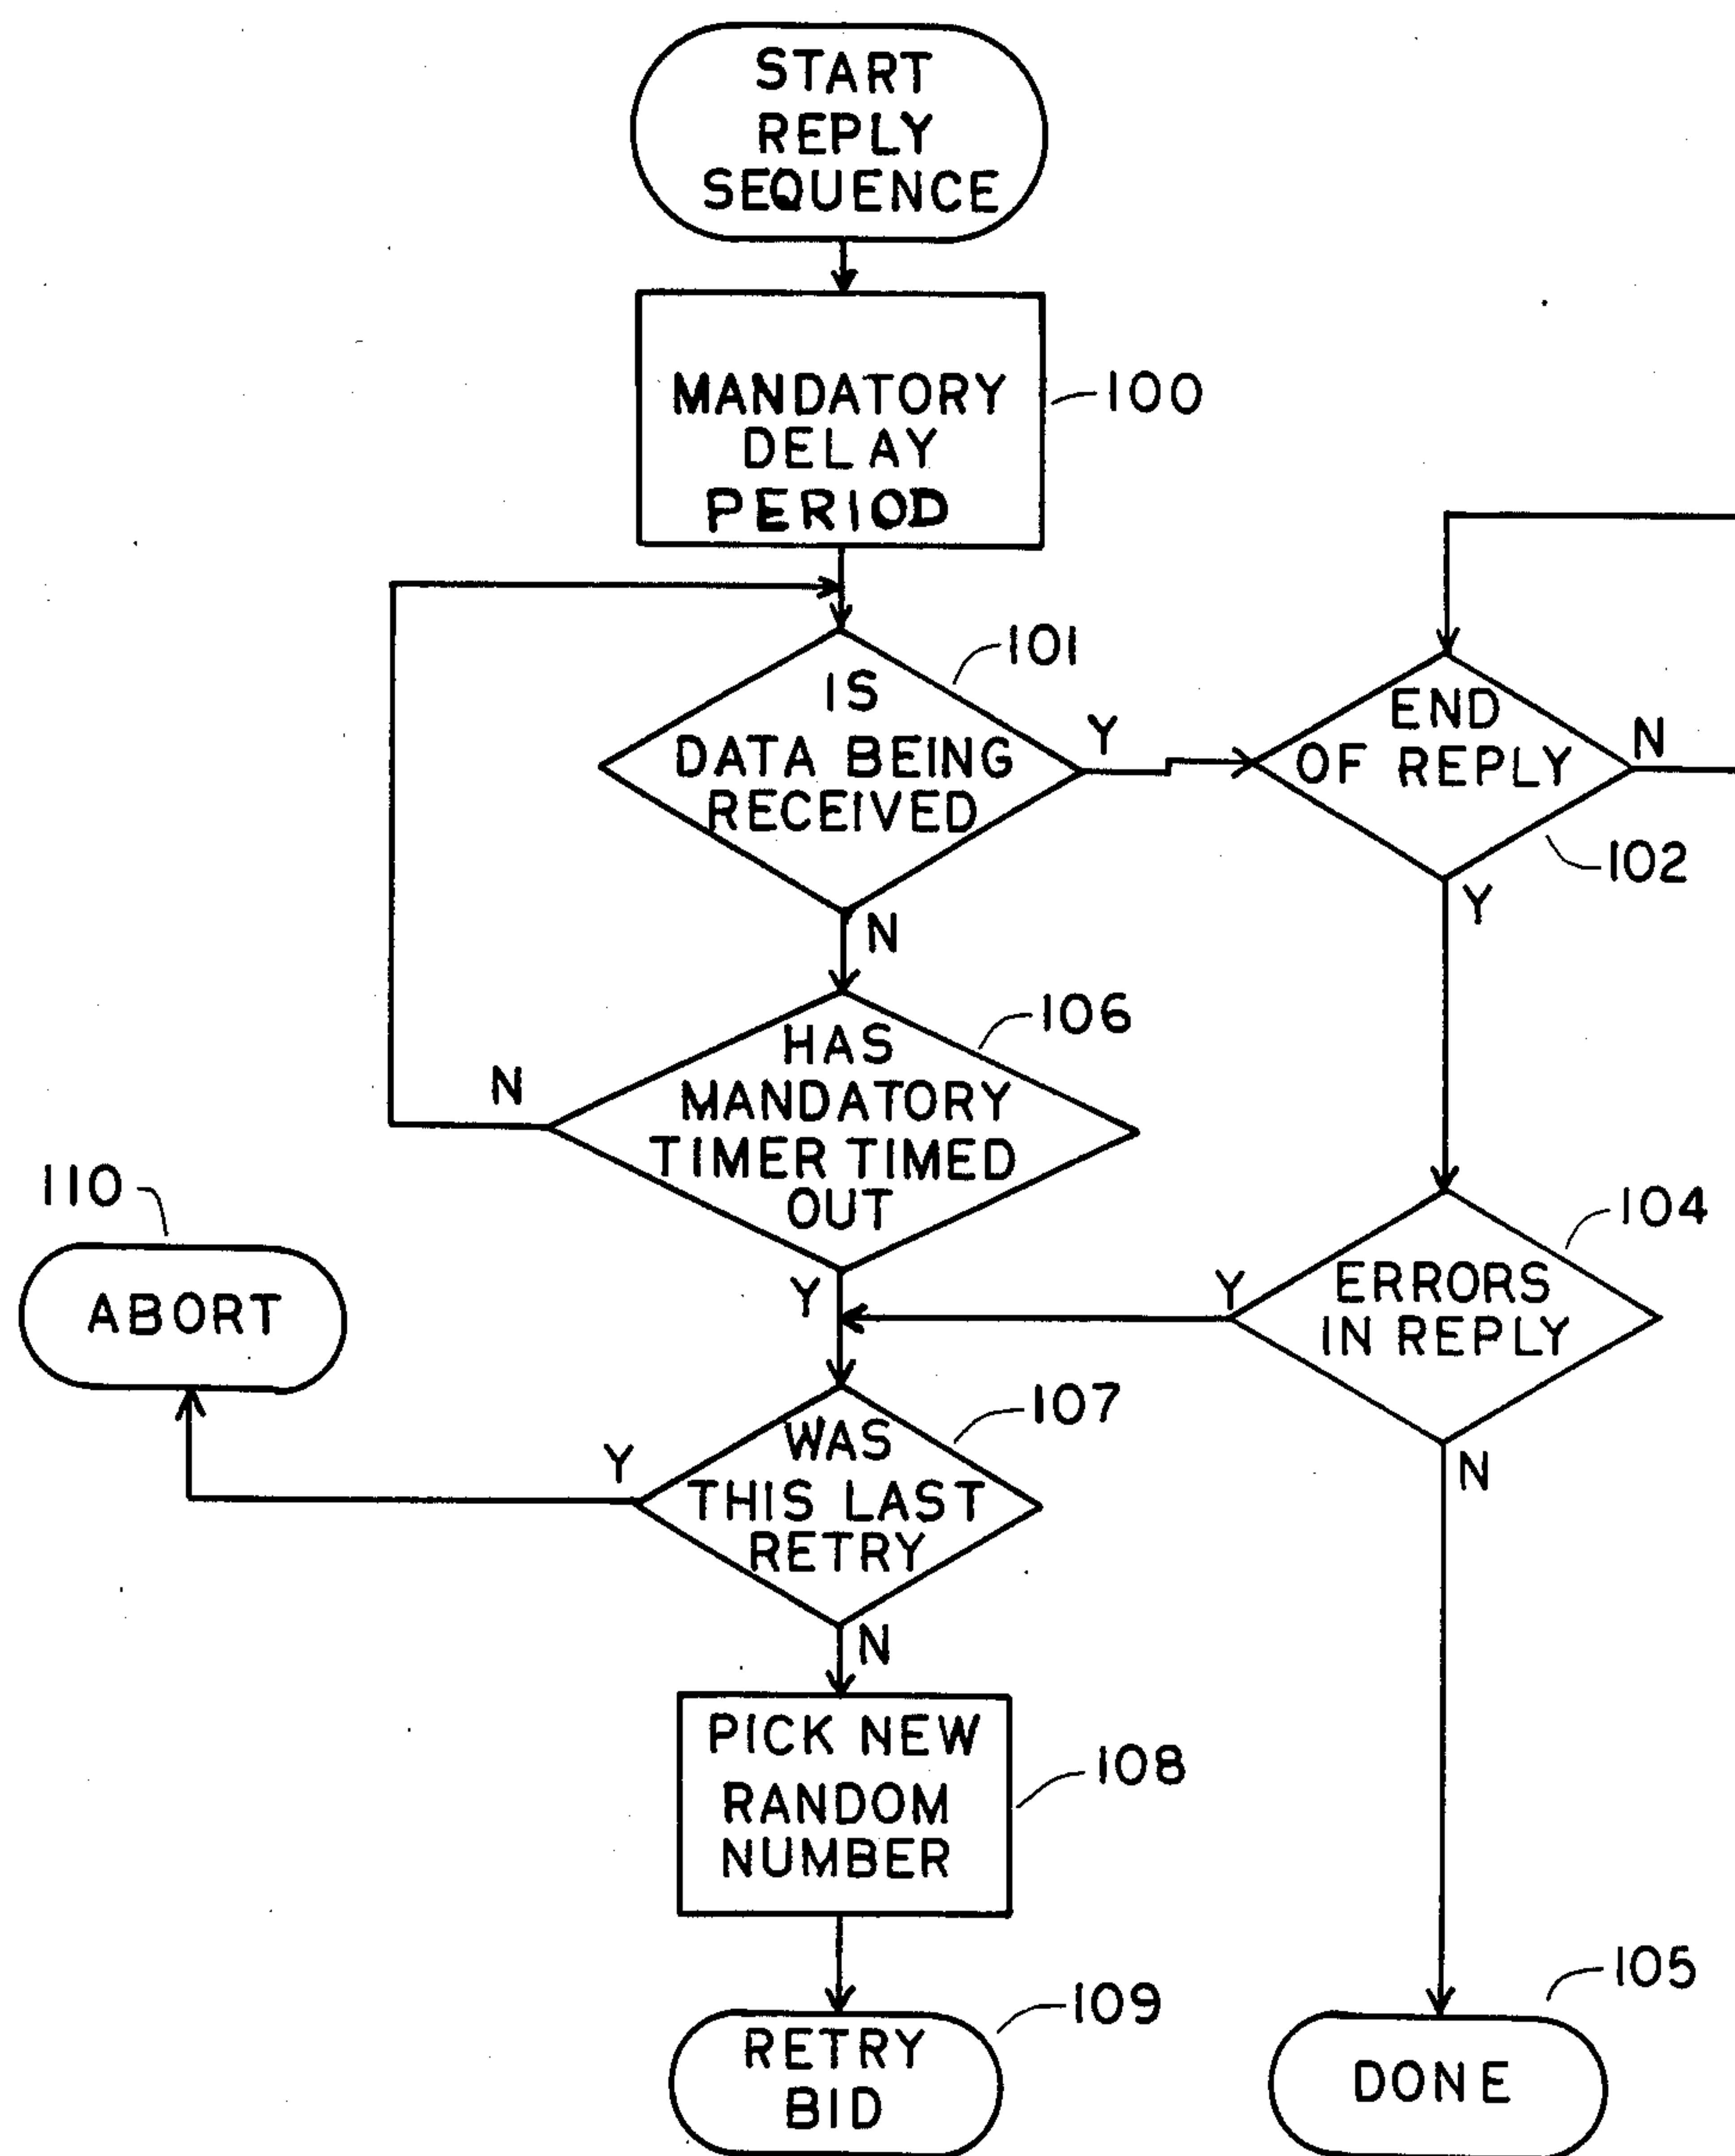 START
REPLY
SEQUENCE
MANDATORY
DELAY
PERIOD
100
101
IS
DATA BEING
RECEIVED
Y
N
END
OF REPLY
N
102
Y
106
HAS
MANDATORY
TIMER TIMED
OUT
N
Y
110
ABORT
104
ERRORS
IN REPLY
Y
N
107
WAS
THIS LAST
RETRY
Y
N
PICK NEW
RANDOM
NUMBER
108
109
RETRY
BID
105
DONE